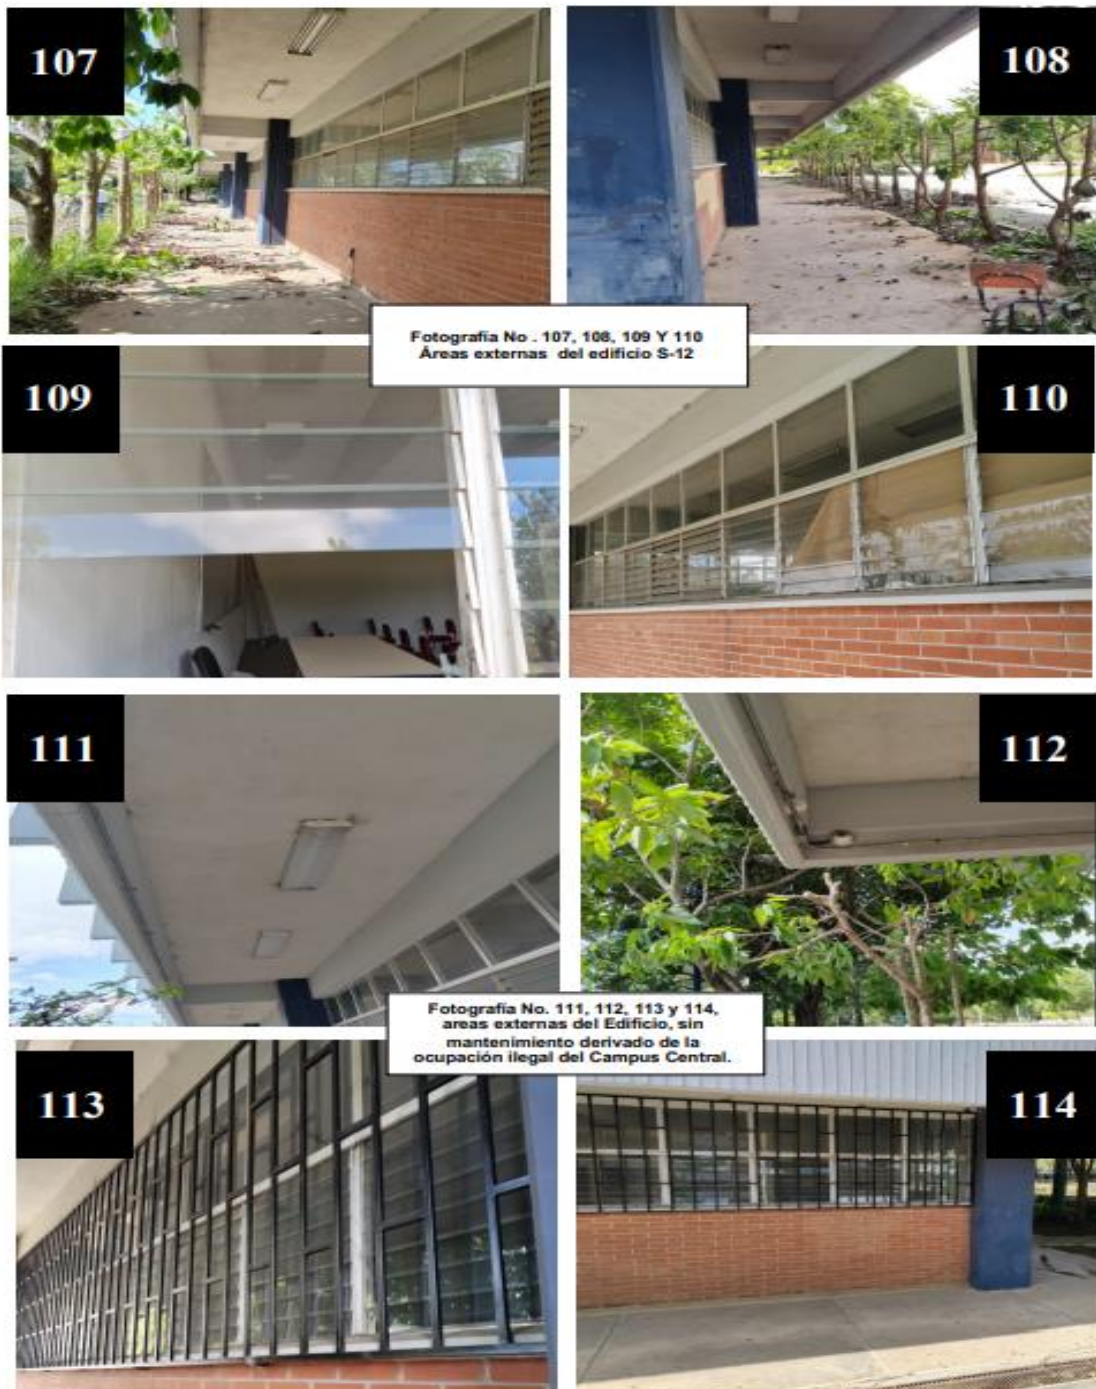 107
108
Fotografía No . 107, 108, 109 Y 110
Áreas externas del edificio S-12
109
110
111
112
Fotografía No. 111, 112, 113 y 114,
areas externas del Edificio, sin
mantenimiento derivado de la
ocupación ilegal del Campus Central.
113
114